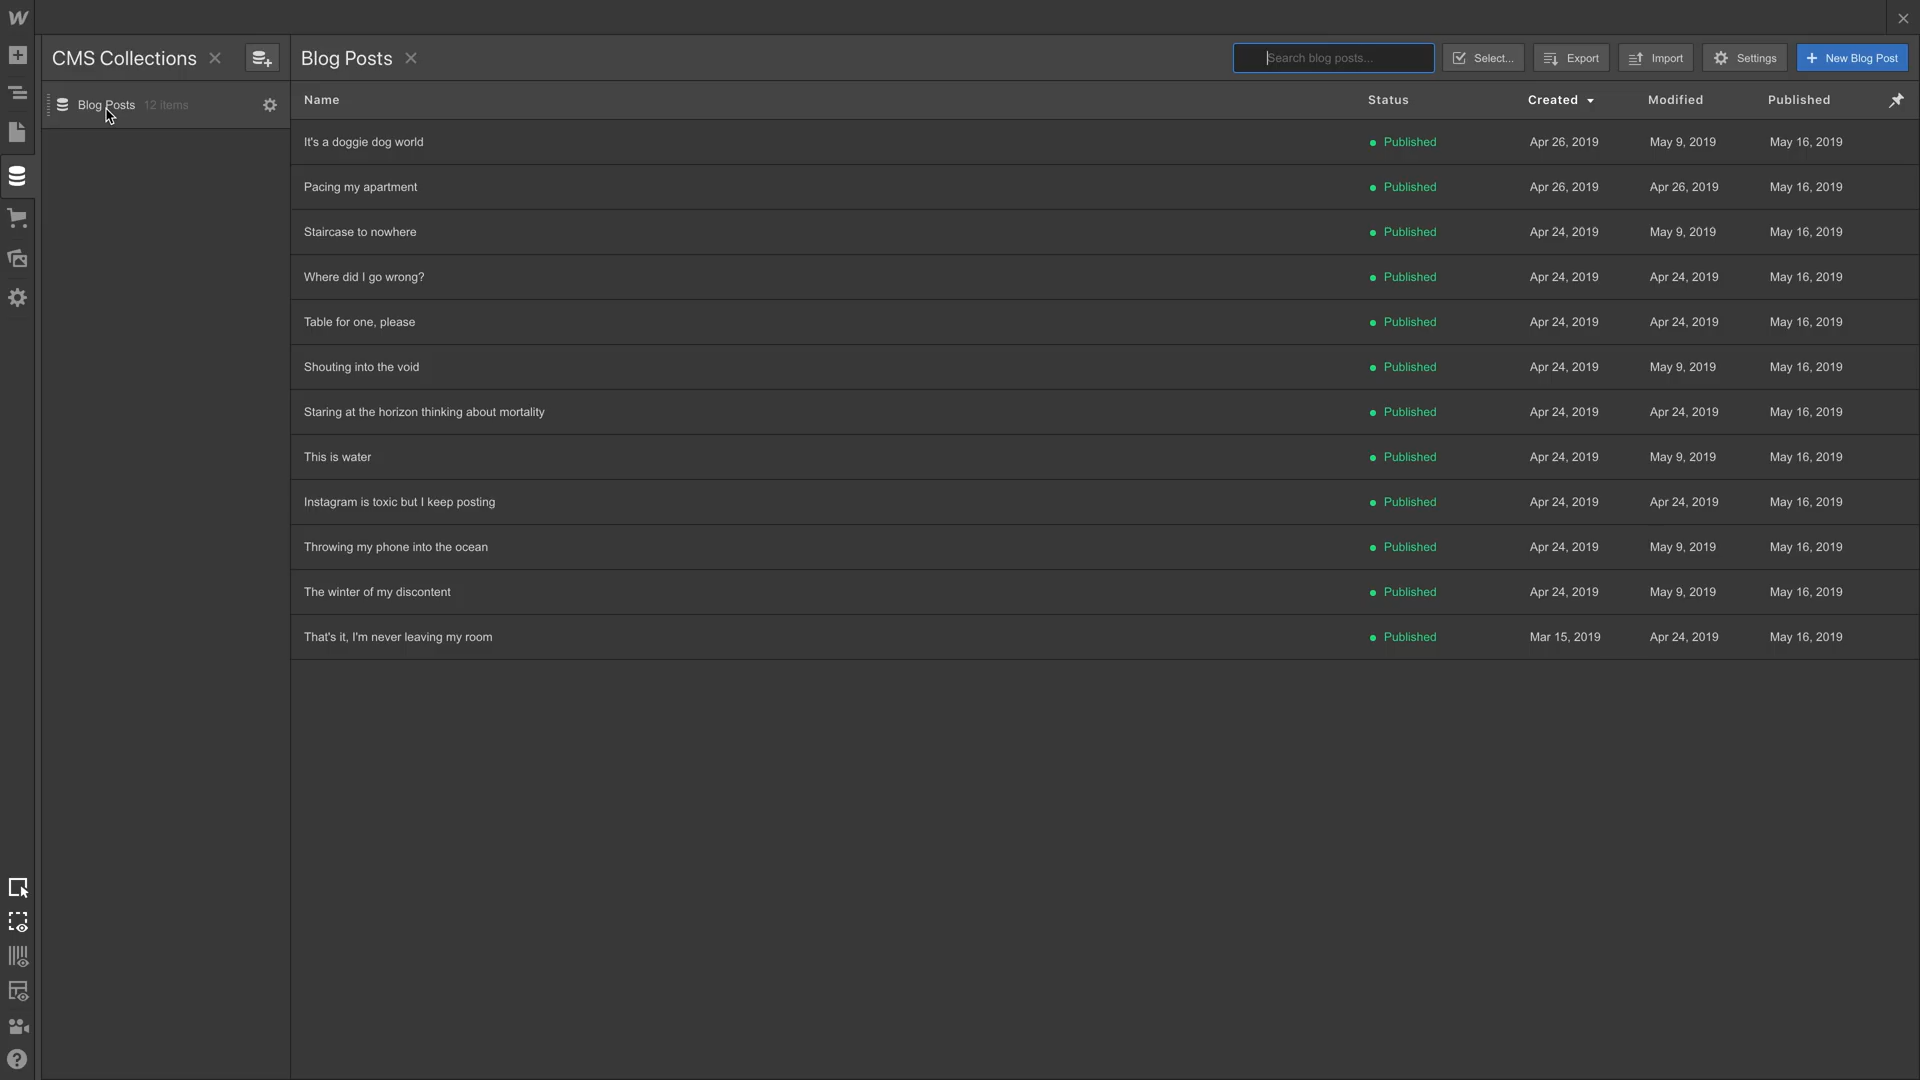 CMS Collections
Blog Posts
Search blog posts...
Select...
Export
Import
Settings
New Blog Post
Blog Posts 12 items
Name Status Created Modified Published
It's a doggie dog world Published Apr 26, 2019 May 9, 2019 May 16, 2019
Pacing my apartment Published Apr 26, 2019 Apr 26, 2019 May 16, 2019
Staircase to nowhere Published Apr 24, 2019 May 9, 2019 May 16, 2019
Where did I go wrong? Published Apr 24, 2019 Apr 24, 2019 May 16, 2019
Table for one, please Published Apr 24, 2019 Apr 24, 2019 May 16, 2019
Shouting into the void Published Apr 24, 2019 May 9, 2019 May 16, 2019
Staring at the horizon thinking about mortality Published Apr 24, 2019 Apr 24, 2019 May 16, 2019
This is water Published Apr 24, 2019 May 9, 2019 May 16, 2019
Instagram is toxic but I keep posting Published Apr 24, 2019 Apr 24, 2019 May 16, 2019
Throwing my phone into the ocean Published Apr 24, 2019 May 9, 2019 May 16, 2019
The winter of my discontent Published Apr 24, 2019 May 9, 2019 May 16, 2019
That's it, I'm never leaving my room Published Mar 15, 2019 Apr 24, 2019 May 16, 2019